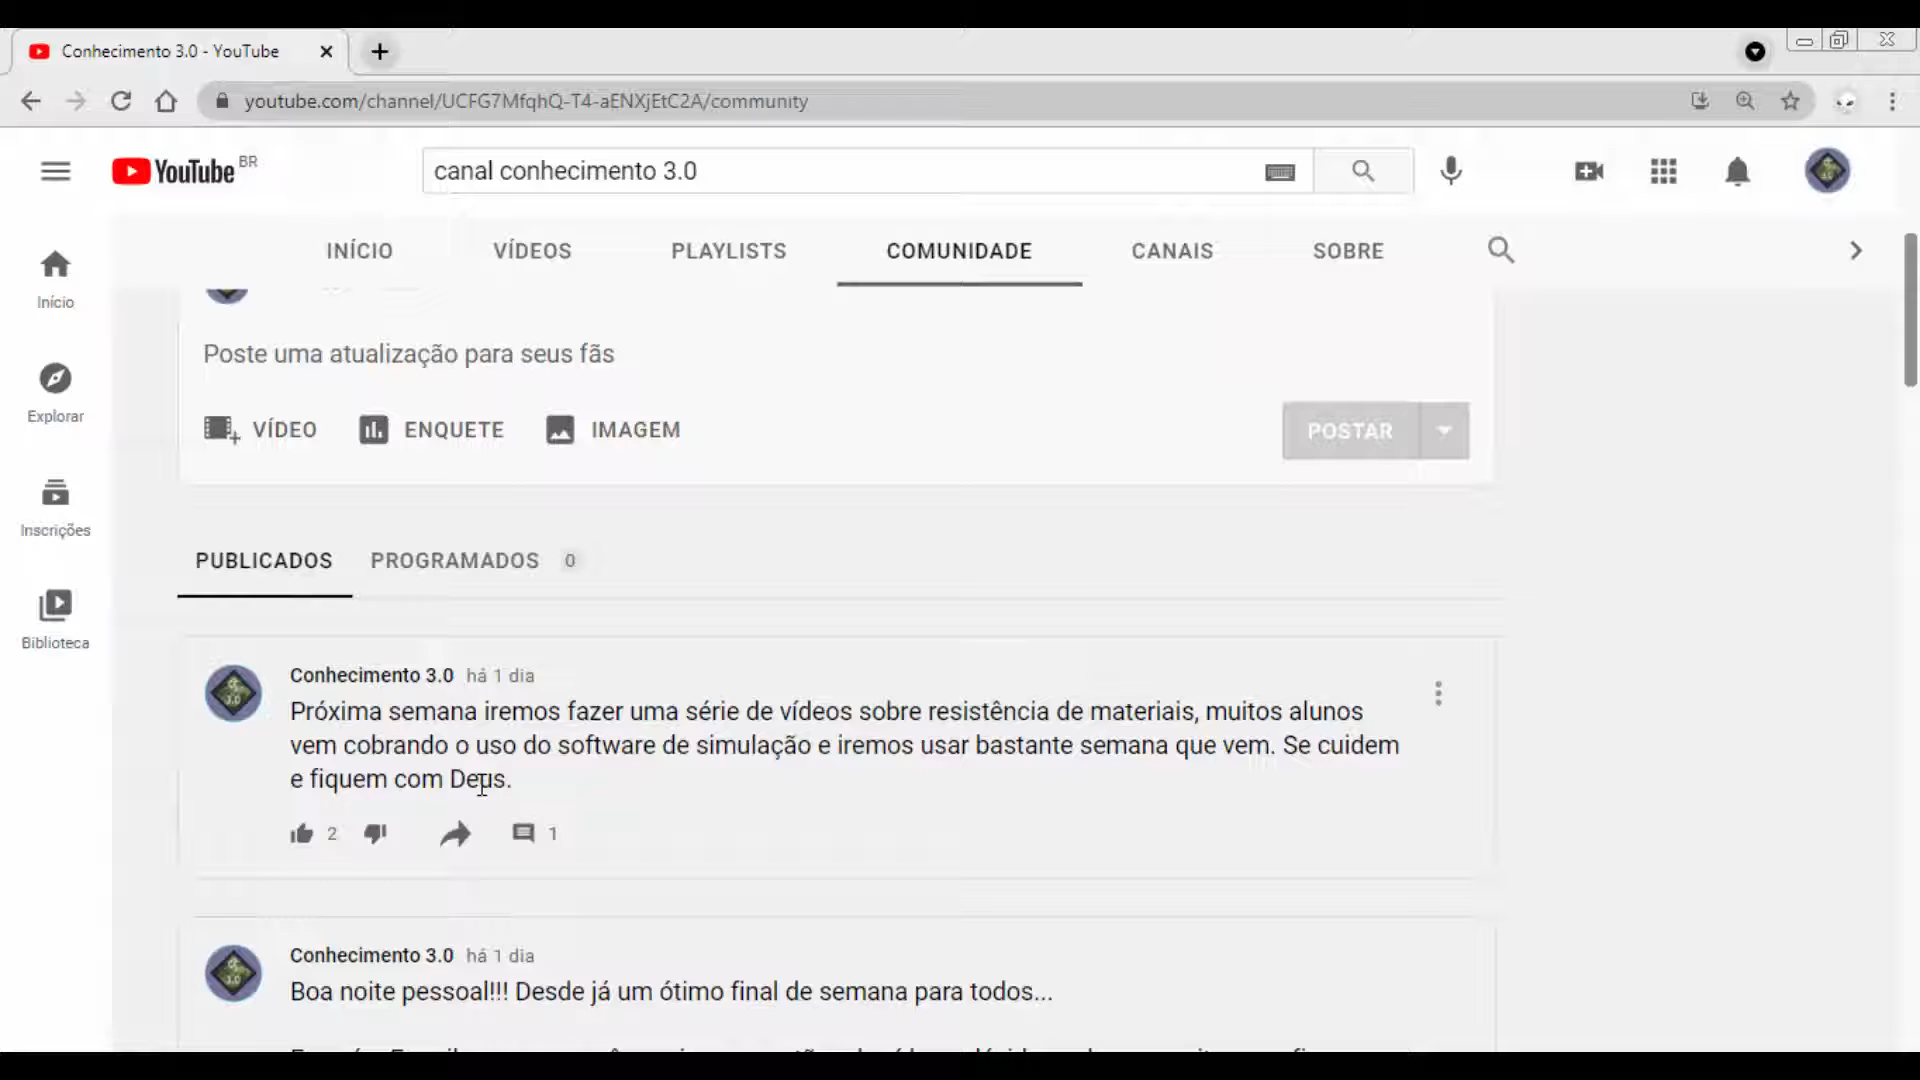 Conhecimento 3.0 - YouTube
youtube.com/channel/UCFG7MfqhQ-T4-aENXjEtC2A/community
YouTube BR
canal conhecimento 3.0
INÍCIO VÍDEOS PLAYLISTS COMUNIDADE CANAIS SOBRE
Início
Explorar
Inscrições
Biblioteca
Poste uma atualização para seus fãs
VÍDEO ENQUETE IMAGEM POSTAR
PUBLICADOS PROGRAMADOS 0
Conhecimento 3.0 há 1 dia
Próxima semana iremos fazer uma série de vídeos sobre resistência de materiais, muitos alunos
vem cobrando o uso do software de simulação e iremos usar bastante semana que vem. Se cuidem
e fiquem com Deus.
2 1
Conhecimento 3.0 há 1 dia
Boa noite pessoal!!! Desde já um ótimo final de semana para todos...